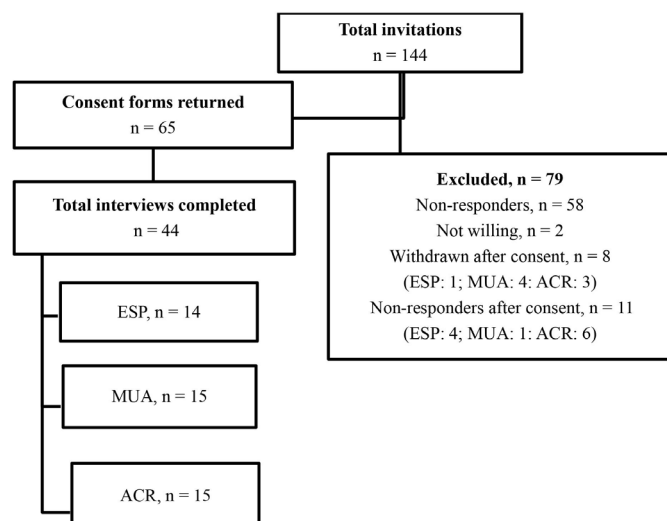 Total invitations
n = 144
Consent forms returned
n = 65
Total interviews completed
n = 44
ESP, n = 14
MUA, n = 15
ACR, n = 15
Excluded, n = 79
Non-responders, n = 58
Not willing, n = 2
Withdrawn after consent, n = 8
(ESP: 1; MUA: 4: ACR: 3)
Non-responders after consent, n = 11
(ESP: 4; MUA: 1: ACR: 6)